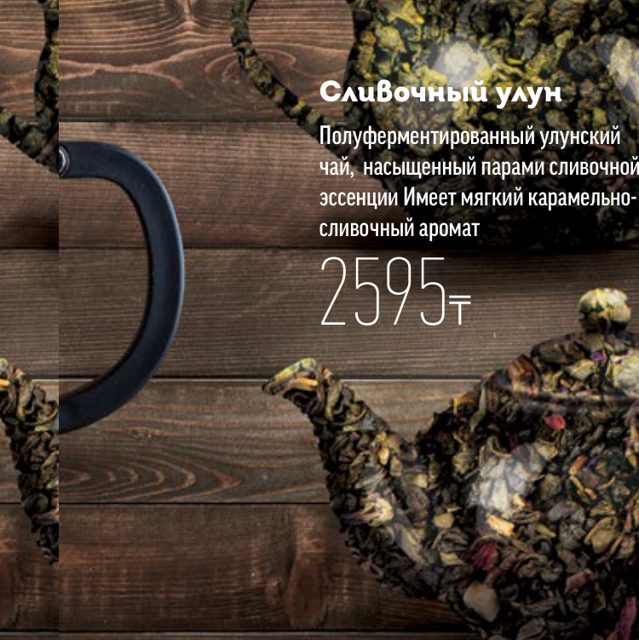 Сливочный улун
Полуферментированный улунский
чай, насыщенный парами сливочной
эссенции Имеет мягкий карамельно-
сливочный аромат
2595₸